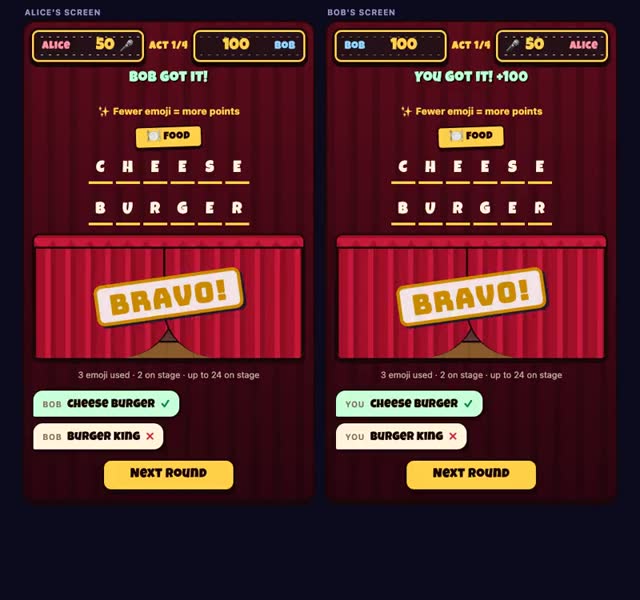 ALICE'S SCREEN
ALICE 50 🎤 ACT 1/4 100 BOB
BOB GOT IT!
✨ Fewer emoji = more points
🍽️ FOOD
C H E E S E
B U R G E R
BRAVO!
3 emoji used · 2 on stage · up to 24 on stage
BOB CHEESE BURGER ✓
BOB BURGER KING ✕
NEXT ROUND
BOB'S SCREEN
BOB 100 ACT 1/4 🎤 50 ALICE
YOU GOT IT! +100
✨ Fewer emoji = more points
🍽️ FOOD
C H E E S E
B U R G E R
BRAVO!
3 emoji used · 2 on stage · up to 24 on stage
YOU CHEESE BURGER ✓
YOU BURGER KING ✕
NEXT ROUND